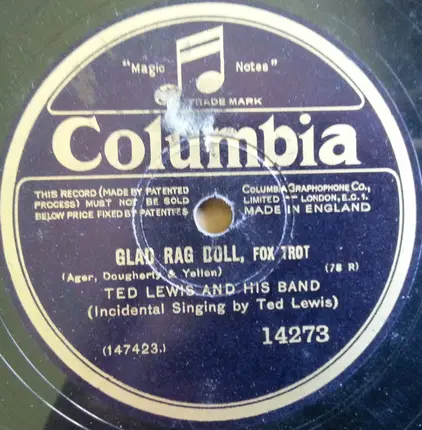 "Magic Notes"
TRADE MARK
Columbia
THIS RECORD (MADE BY PATENTED
PROCESS) MUST NOT BE SOLD
BELOW PRICE FIXED BY PATENTEES
COLUMBIA GRAPHOPHONE CO.,
LIMITED — LONDON, E.C.1.
MADE IN ENGLAND
GLAD RAG DOLL, FOX TROT
(Ager, Dougherly & Yellen)
(78 R)
TED LEWIS AND HIS BAND
(Incidental Singing by Ted Lewis)
14273
(147423.)